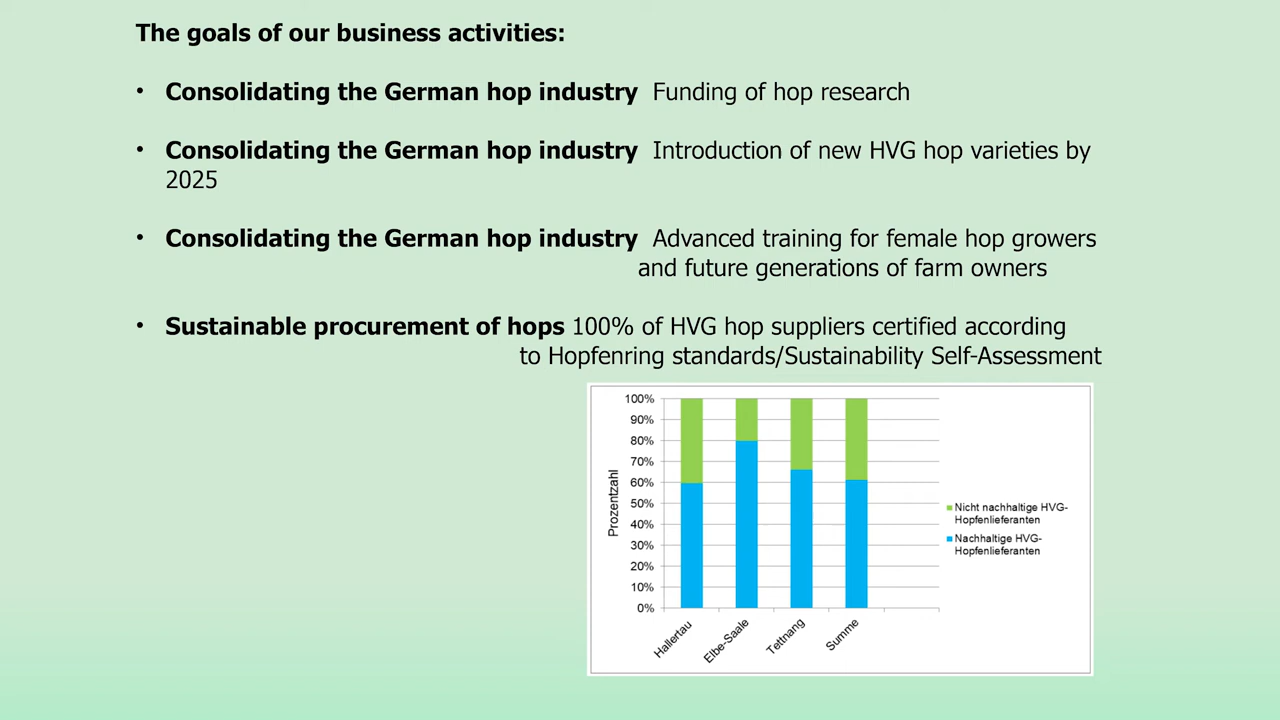 The goals of our business activities:
• Consolidating the German hop industry Funding of hop research
• Consolidating the German hop industry Introduction of new HVG hop varieties by
2025
• Consolidating the German hop industry Advanced training for female hop growers
and future generations of farm owners
• Sustainable procurement of hops 100% of HVG hop suppliers certified according
to Hopfenring standards/Sustainability Self-Assessment
100%
90%
80%
70%
60%
50%
40%
30%
20%
10%
0%
Prozentzahl
Hallertau
Elbe-Saale
Tettnang
Summe
Nicht nachhaltige HVG-
Hopfenlieferanten
Nachhaltige HVG-
Hopfenlieferanten